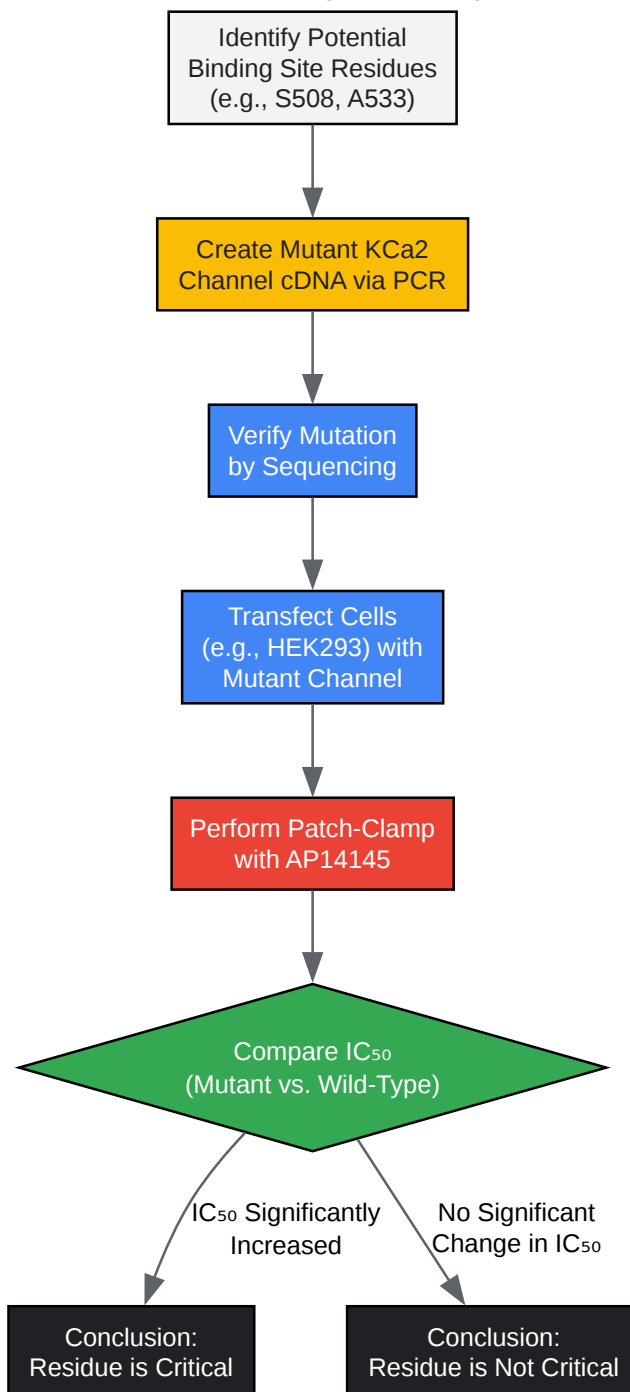 Identify Potential
Binding Site Residues
(e.g., S508, A533)
Create Mutant KCa2
Channel cDNA via PCR
Verify Mutation
by Sequencing
Transfect Cells
(e.g., HEK293) with
Mutant Channel
Perform Patch-Clamp
with AP14145
Compare IC₅₀
(Mutant vs. Wild-Type)
IC₅₀ Significantly
Increased
No Significant
Change in IC₅₀
Conclusion:
Residue is Critical
Conclusion:
Residue is Not Critical